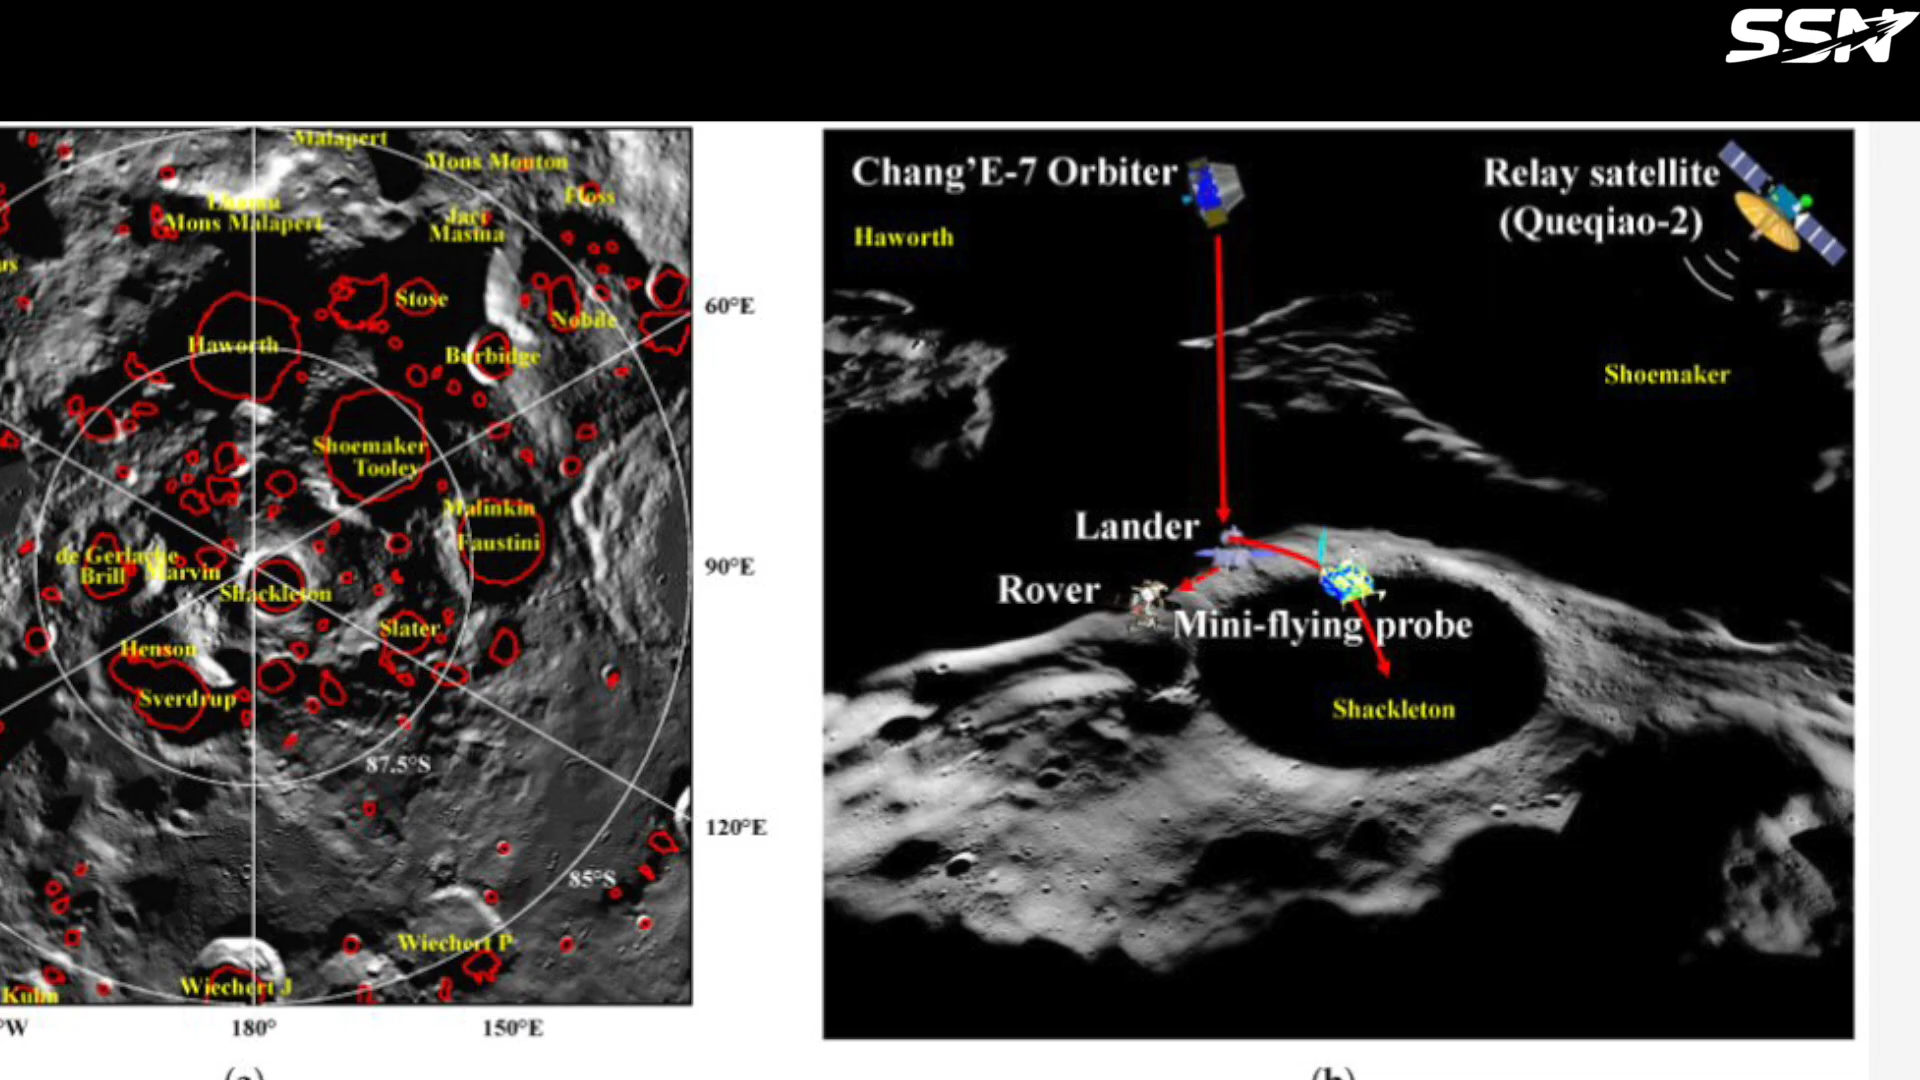 SSN
Malapert
Mons Mouton
Mons Malapert
Jaci
Masina
Stose
Nobile
Haworth
Burbidge
Shoemaker
Tooley
Malinkin
Faustini
de Gerlache
Brill
Marvin
Shackleton
Slater
Henson
Sverdrup
87.5°S
85°S
Wiechert P
Wiechert J
Kuhn
60°E
90°E
120°E
°W
180°
150°E
Chang’E-7 Orbiter
Relay satellite
(Queqiao-2)
Haworth
Shoemaker
Lander
Rover
Mini-flying probe
Shackleton